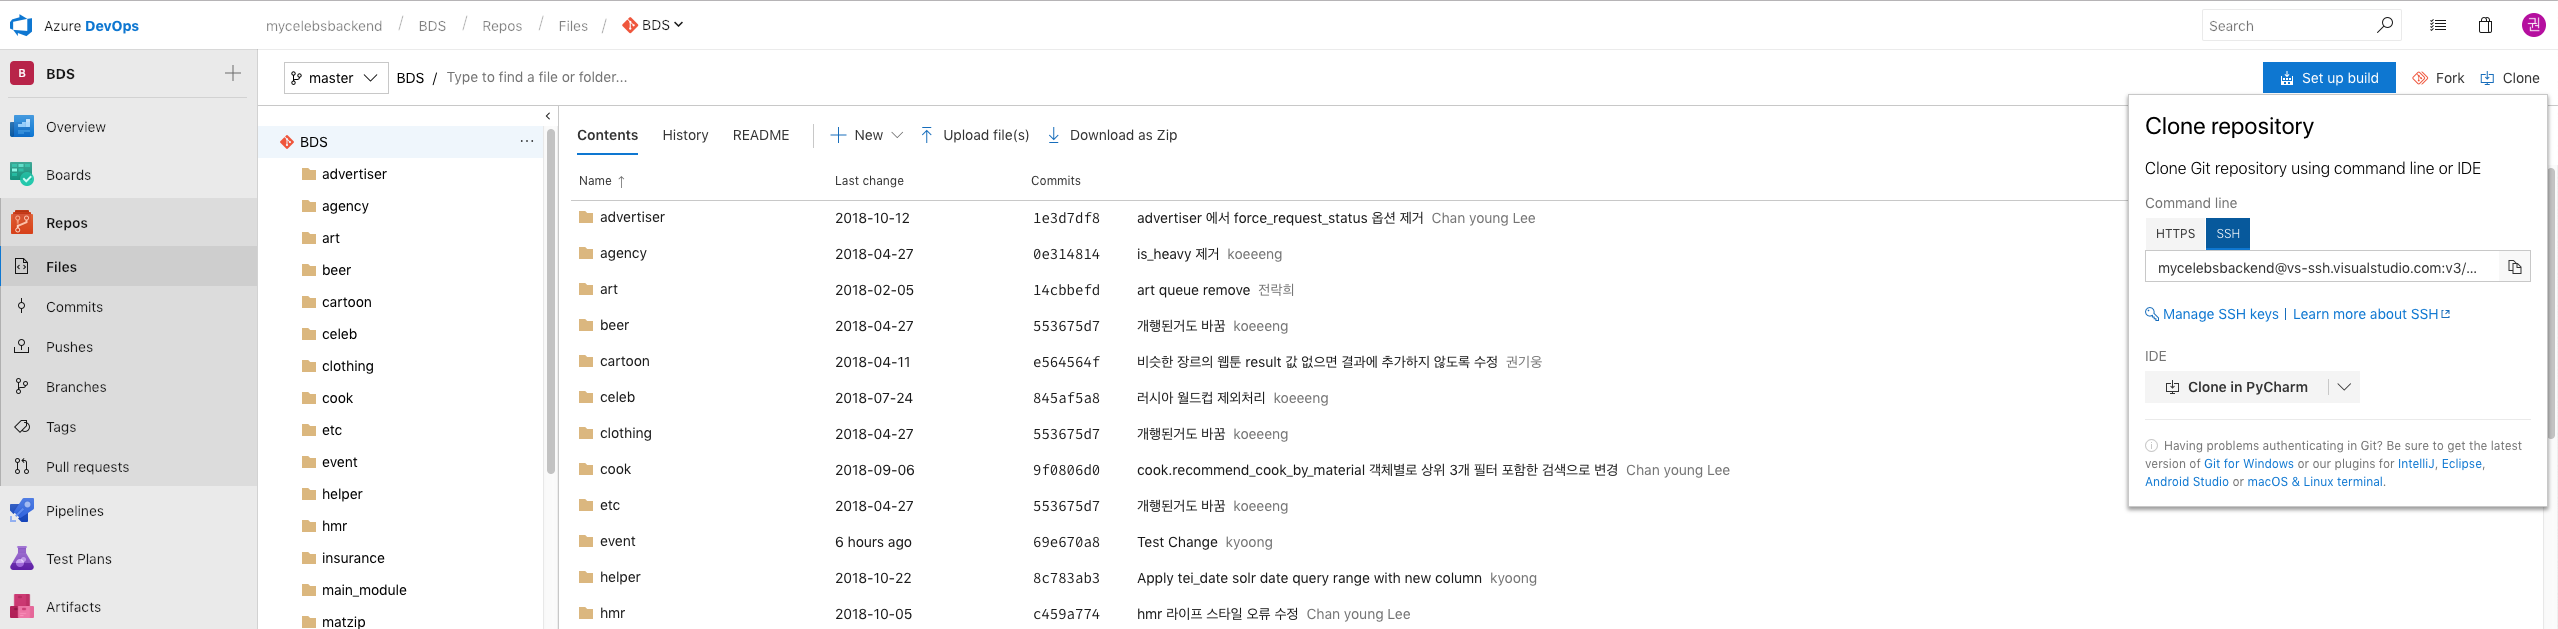 Azure DevOps
mycelebsbackend / BDS / Repos / Files / BDS
Search
권
B BDS
master
BDS / Type to find a file or folder...
Set up build
Fork
Clone
Overview
Boards
Repos
Files
Commits
Pushes
Branches
Tags
Pull requests
Pipelines
Test Plans
Artifacts
BDS ...
advertiser
agency
art
beer
cartoon
celeb
clothing
cook
etc
event
helper
hmr
insurance
main_module
matzip
Contents History README New Upload file(s) Download as Zip
Name ↑ Last change Commits
advertiser 2018-10-12 1e3d7df8 advertiser 에서 force_request_status 옵션 제거 Chan young Lee
agency 2018-04-27 0e314814 is_heavy 제거 koeeeng
art 2018-02-05 14cbbefd art queue remove 전락희
beer 2018-04-27 553675d7 개행된거도 바꿈 koeeeng
cartoon 2018-04-11 e564564f 비슷한 장르의 웹툰 result 값 없으면 결과에 추가하지 않도록 수정 권기웅
celeb 2018-07-24 845af5a8 러시아 월드컵 제외처리 koeeeng
clothing 2018-04-27 553675d7 개행된거도 바꿈 koeeeng
cook 2018-09-06 9f0806d0 cook.recommend_cook_by_material 객체별로 상위 3개 필터 포함한 검색으로 변경 Chan young Lee
etc 2018-04-27 553675d7 개행된거도 바꿈 koeeeng
event 6 hours ago 69e670a8 Test Change kyoong
helper 2018-10-22 8c783ab3 Apply tei_date solr date query range with new column kyoong
hmr 2018-10-05 c459a774 hmr 라이프 스타일 오류 수정 Chan young Lee
Clone repository
Clone Git repository using command line or IDE
Command line
HTTPS SSH
mycelebsbackend@vs-ssh.visualstudio.com:v3/...
Manage SSH keys | Learn more about SSH
IDE
Clone in PyCharm
Having problems authenticating in Git? Be sure to get the latest
version of Git for Windows or our plugins for IntelliJ, Eclipse,
Android Studio or macOS & Linux terminal.